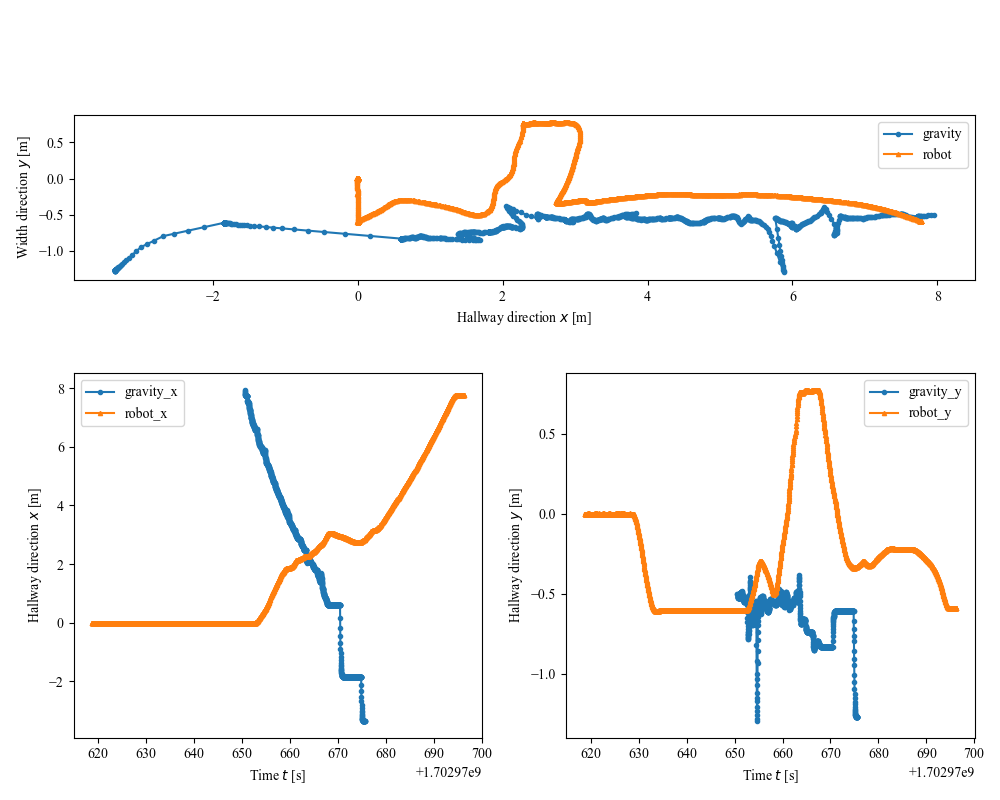 0.5
0.0
−0.5
−1.0
Width direction y [m]
gravity
robot
−2
0
2
4
6
8
Hallway direction x [m]
8
6
4
2
0
−2
Hallway direction x [m]
gravity_x
robot_x
620
630
640
650
660
670
680
690
700
Time t [s]
+1.70297e9
0.5
0.0
−0.5
−1.0
Hallway direction y [m]
gravity_y
robot_y
620
630
640
650
660
670
680
690
700
Time t [s]
+1.70297e9